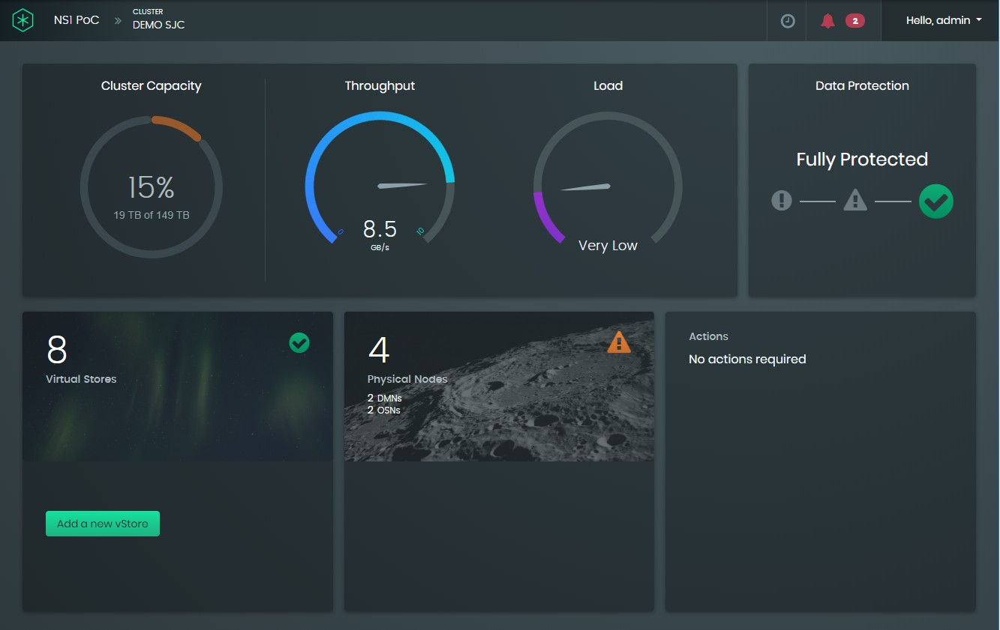 NS1 PoC
»
CLUSTER
DEMO SJC
2
Hello, admin
Cluster Capacity
15%
19 TB of 149 TB
Throughput
0
10
8.5
GB/s
Load
Very Low
Data Protection
Fully Protected
8
Virtual Stores
Add a new vStore
4
Physical Nodes
2 DMNs
2 OSNs
Actions
No actions required